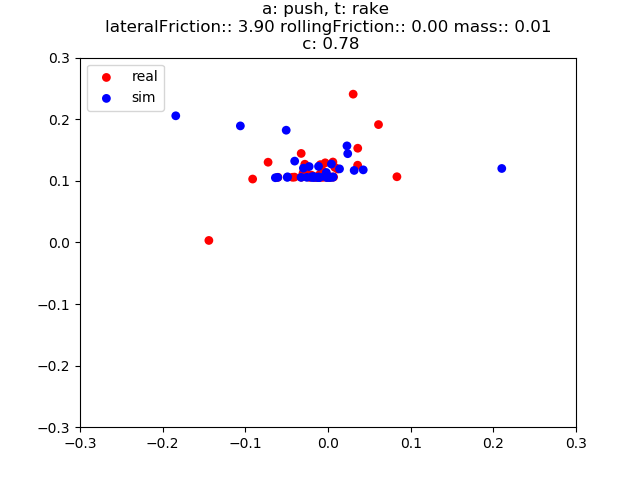 a: push, t: rake
lateralFriction:: 3.90 rollingFriction:: 0.00 mass:: 0.01
c: 0.78
real
sim
0.3
0.2
0.1
0.0
−0.1
−0.2
−0.3
−0.3 −0.2 −0.1 0.0 0.1 0.2 0.3